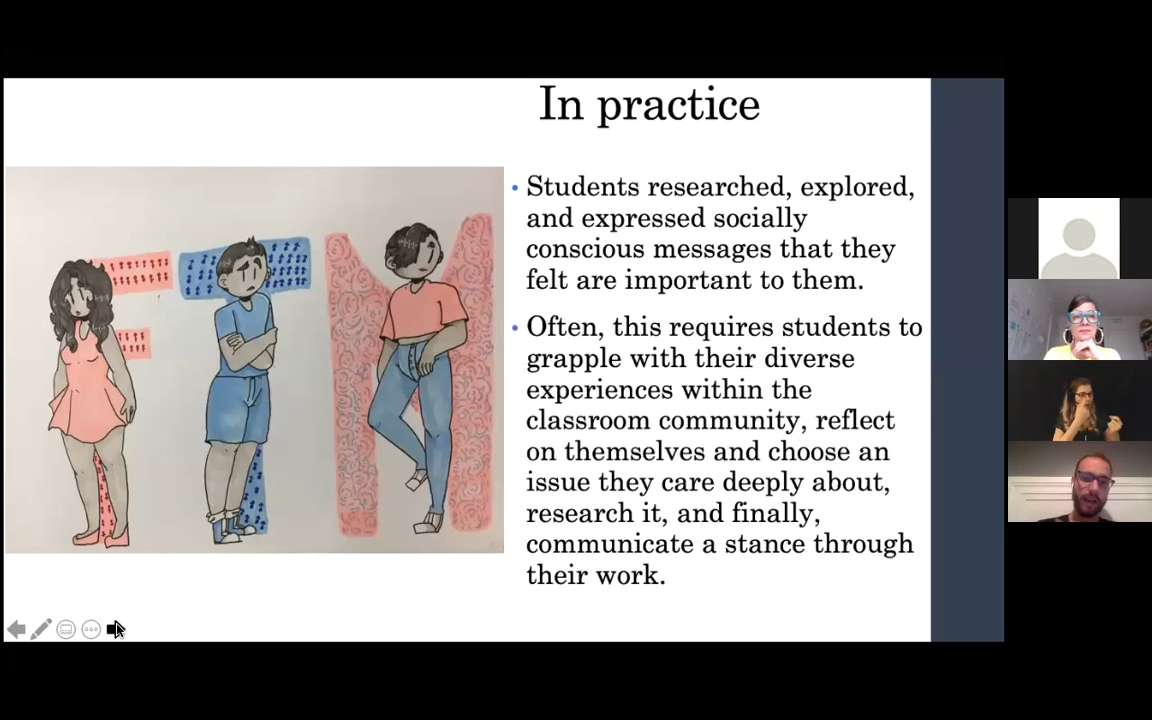 In practice
• Students researched, explored,
and expressed socially
conscious messages that they
felt are important to them.
• Often, this requires students to
grapple with their diverse
experiences within the
classroom community, reflect
on themselves and choose an
issue they care deeply about,
research it, and finally,
communicate a stance through
their work.
FTM